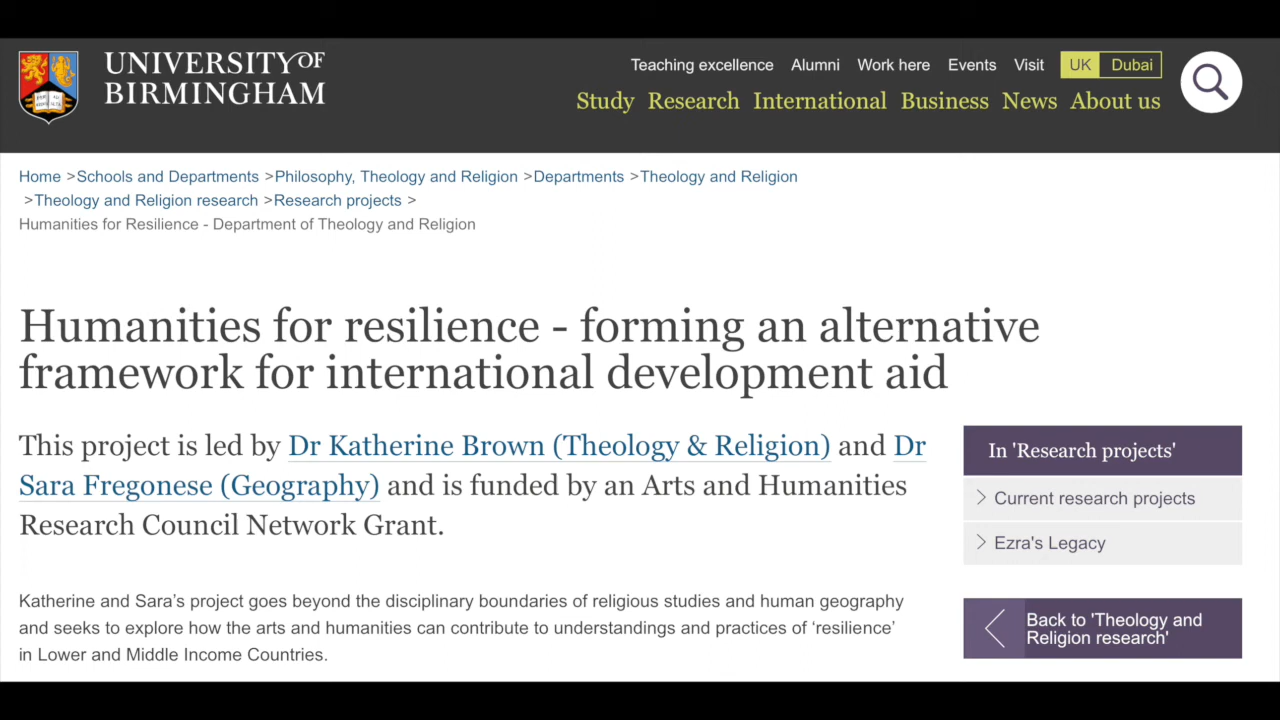 UNIVERSITY OF
BIRMINGHAM
Teaching excellence Alumni Work here Events Visit UK Dubai
Study Research International Business News About us
Home >Schools and Departments >Philosophy, Theology and Religion >Departments >Theology and Religion
>Theology and Religion research >Research projects >
Humanities for Resilience - Department of Theology and Religion
Humanities for resilience - forming an alternative
framework for international development aid
This project is led by Dr Katherine Brown (Theology & Religion) and Dr
Sara Fregonese (Geography) and is funded by an Arts and Humanities
Research Council Network Grant.
Katherine and Sara’s project goes beyond the disciplinary boundaries of religious studies and human geography
and seeks to explore how the arts and humanities can contribute to understandings and practices of ‘resilience’
in Lower and Middle Income Countries.
In 'Research projects'
> Current research projects
> Ezra's Legacy
Back to 'Theology and
Religion research'